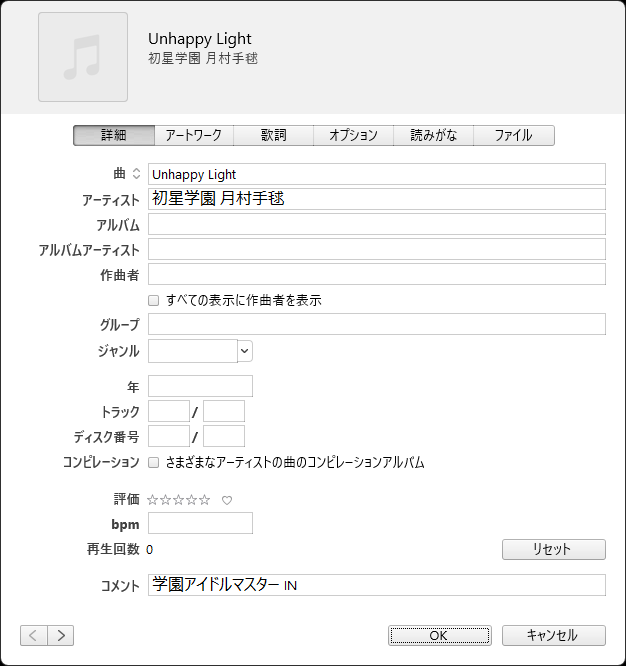 Unhappy Light
初星学園 月村手毬
詳細 アートワーク 歌詞 オプション 読みがな ファイル
曲 Unhappy Light
アーティスト 初星学園 月村手毬
アルバム
アルバムアーティスト
作曲者
すべての表示に作曲者を表示
グループ
ジャンル
年
トラック /
ディスク番号 /
コンピレーション さまざまなアーティストの曲のコンピレーションアルバム
評価 ☆☆☆☆☆ ♡
bpm
再生回数 0 リセット
コメント 学園アイドルマスター IN
< > OK キャンセル